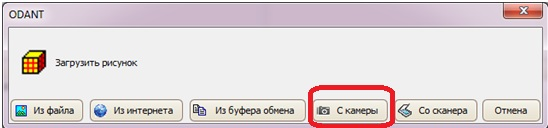 ODANT
Загрузить рисунок
Из файла Из интернета Из буфера обмена С камеры Со сканера Отмена